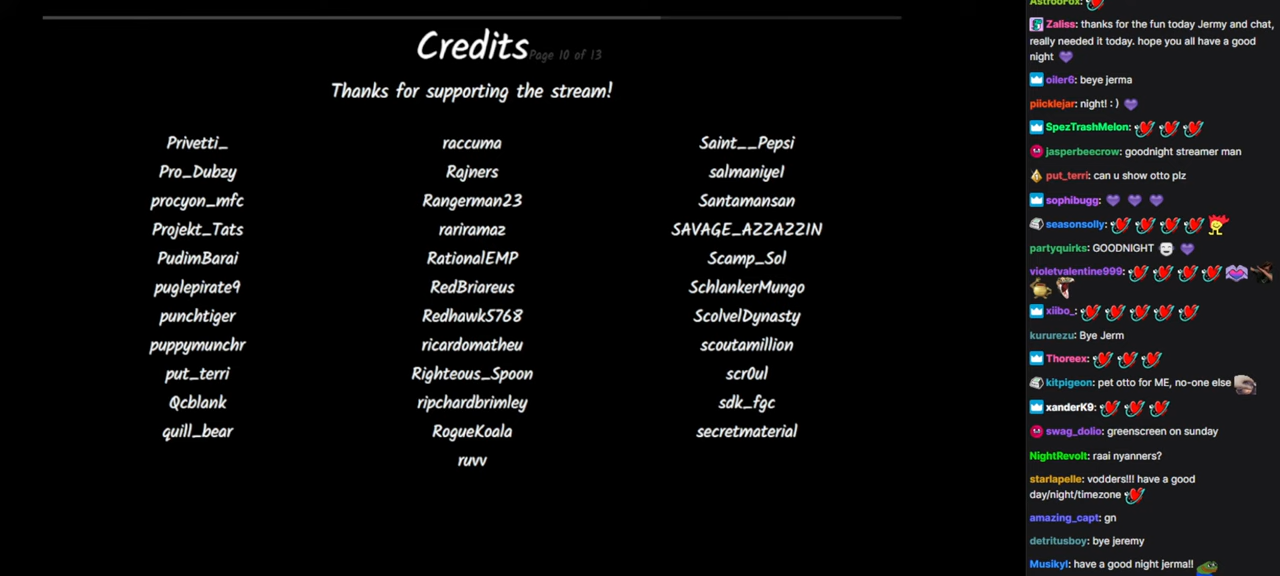 Credits Page 10 of 13
Thanks for supporting the stream!
Privetti_
Pro_Dubzy
procyon_mfc
Projekt_Tats
PudimBarai
puglepirate9
punchtiger
puppymunchr
put_terri
Qcblank
quill_bear
raccuma
Rajners
Rangerman23
rariramaz
RationalEMP
RedBriareus
Redhawk5768
ricardomatheu
Righteous_Spoon
ripchardbrimley
RogueKoala
ruvv
Saint__Pepsi
salmaniyel
Santamansan
SAVAGE_AZZAZZIN
Scamp_Sol
SchlankerMungo
ScolvelDynasty
scoutamillion
scr0ul
sdk_fgc
secretmaterial
AstrooFox:
Zaliss: thanks for the fun today Jermy and chat,
really needed it today. hope you all have a good
night
oiler6: beye jerma
piicklejar: night! : )
SpezTrashMelon:
jasperbeecrow: goodnight streamer man
put_terri: can u show otto plz
sophibugg:
seasonsolly:
partyquirks: GOODNIGHT
violetvalentine999:
xiibo_:
kururezu: Bye Jerm
Thoreex:
kitpigeon: pet otto for ME, no-one else
xanderK9:
swag_dolio: greenscreen on sunday
NightRevolt: raai nyanners?
starlapelle: vodders!!! have a good
day/night/timezone
amazing_capt: gn
detritusboy: bye jeremy
Musikyl: have a good night jerma!!